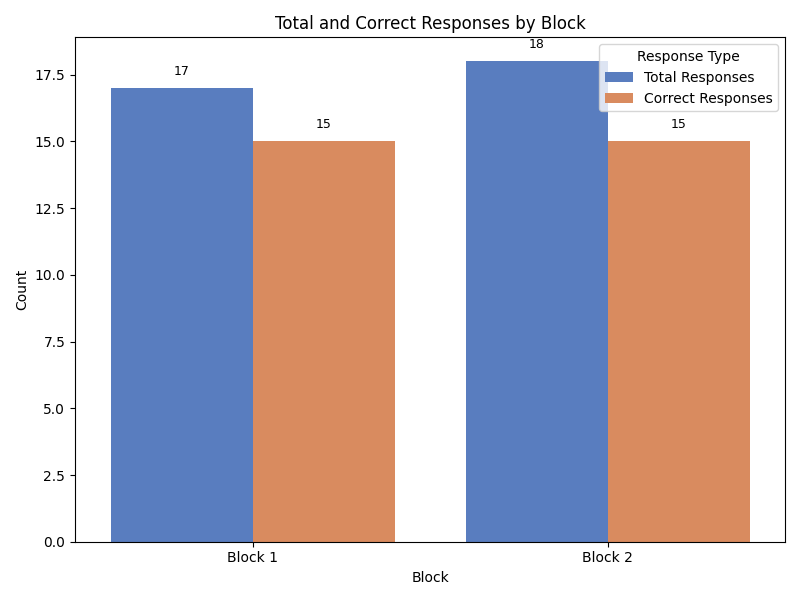 Total and Correct Responses by Block
Response Type
Total Responses
Correct Responses
17
15
18
15
Count
17.5
15.0
12.5
10.0
7.5
5.0
2.5
0.0
Block 1
Block 2
Block